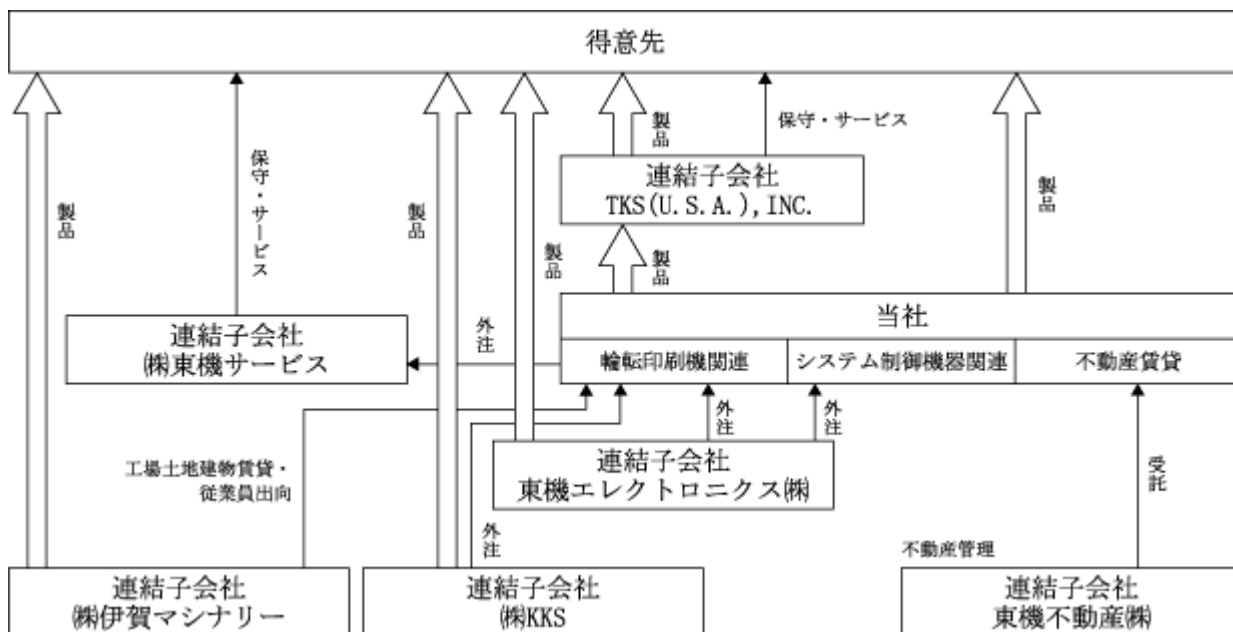 得意先
製品
保守・サービス
製品
製品
製品
保守・サービス
連結子会社
TKS(U.S.A.),INC.
製品
製品
当社
輪転印刷機関連
システム制御機器関連
不動産賃貸
連結子会社
㈱東機サービス
外注
外注
外注
連結子会社
東機エレクトロニクス㈱
工場土地建物賃貸・
従業員出向
外注
受託
不動産管理
連結子会社
㈱伊賀マシナリー
連結子会社
㈱KKS
連結子会社
東機不動産㈱